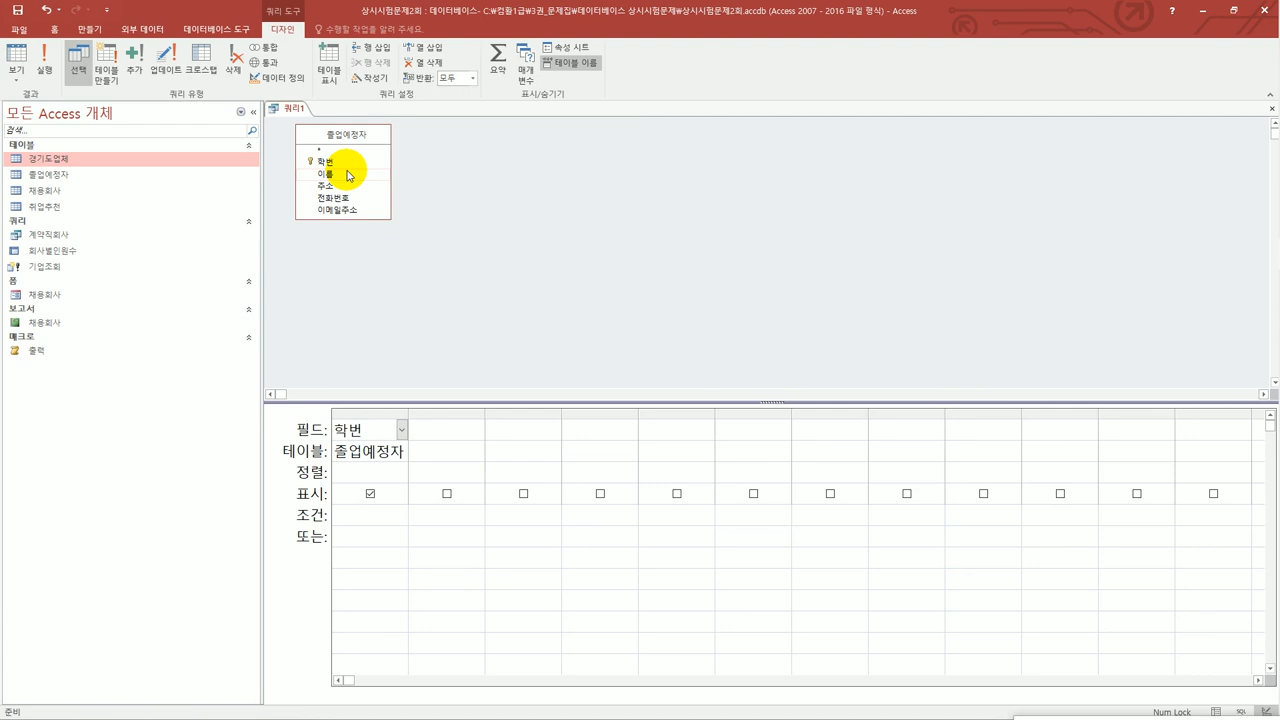 쿼리 도구
상시시험문제2회 : 데이터베이스- C:₩컴활1급₩3권_문제집₩데이터베이스 상시시험문제₩상시시험문제2회.accdb (Access 2007 - 2016 파일 형식) - Access
파일 홈 만들기 외부 데이터 데이터베이스 도구 디자인 수행할 작업을 알려 주세요.
보기 실행 선택 테이블 만들기 추가 업데이트 크로스탭 삭제
통합
통과
데이터 정의
테이블 표시
행 삽입
행 삭제
작성기
열 삽입
열 삭제
반환: 모두
요약 매개 변수
속성 시트
테이블 이름
결과 쿼리 유형 쿼리 설정 표시/숨기기
모든 Access 개체
검색...
테이블
경기도업체
졸업예정자
채용회사
취업추천
쿼리
계약직회사
회사별인원수
기업조회
폼
채용회사
보고서
채용회사
매크로
출력
쿼리1
졸업예정자
*
학번
이름
주소
전화번호
이메일주소
필드: 학번
테이블: 졸업예정자
정렬:
표시:
조건:
또는:
준비
Num Lock
SQL